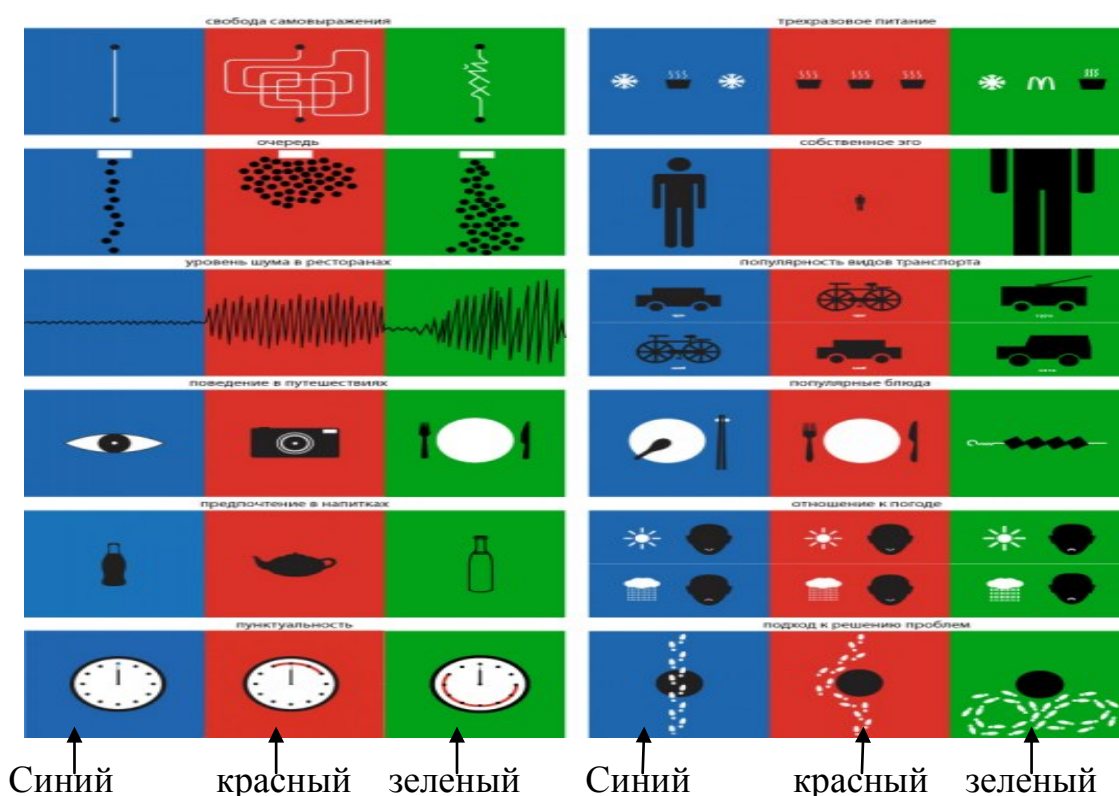 свобода самовыражения
трехразовое питание
очередь
собственное эго
уровень шума в ресторанах
популярность видов транспорта
поведение в путешествиях
популярные блюда
предпочтение в напитках
отношение к погоде
пунктуальность
подход к решению проблем
Синий красный зеленый Синий красный зеленый